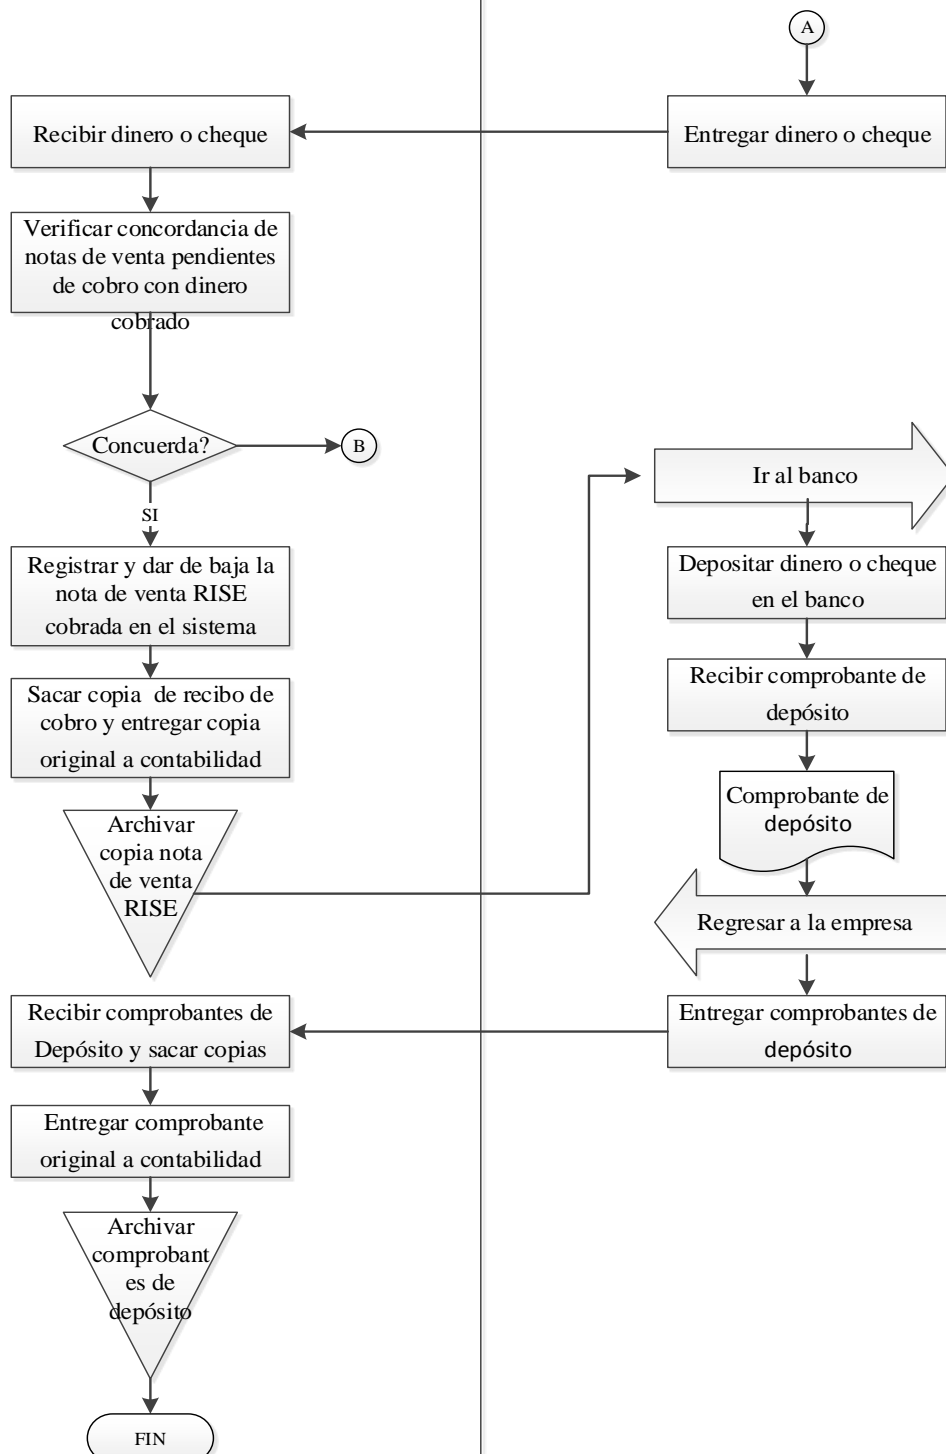 A
Recibir dinero o cheque
Entregar dinero o cheque
Verificar concordancia de
notas de venta pendientes
de cobro con dinero
cobrado
Concuerda?
B
Ir al banco
SI
Registrar y dar de baja la
nota de venta RISE
cobrada en el sistema
Depositar dinero o cheque
en el banco
Sacar copia  de recibo de
cobro y entregar copia
original a contabilidad
Recibir comprobante de
depósito
Comprobante de
depósito
Archivar
copia nota
de venta
RISE
Regresar a la empresa
Recibir comprobantes de
Depósito y sacar copias
Entregar comprobantes de
depósito
Entregar comprobante
original a contabilidad
Archivar
comprobant
es de
depósito
FIN